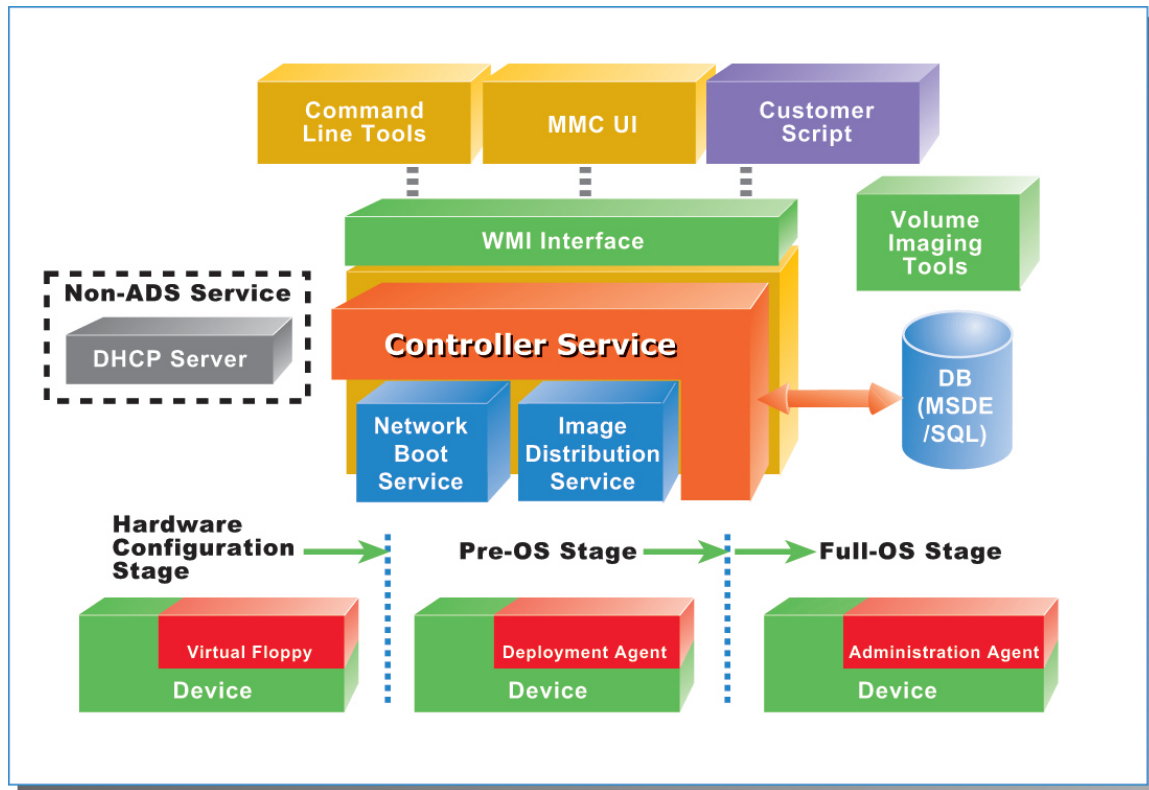 Command
Line Tools
MMC UI
Customer
Script
WMI Interface
Volume
Imaging
Tools
Non-ADS Service
DHCP Server
Controller Service
DB
(MSDE
/SQL)
Network
Boot
Service
Image
Distribution
Service
Hardware
Configuration
Stage
Pre-OS Stage
Full-OS Stage
Virtual Floppy
Device
Deployment Agent
Device
Administration Agent
Device